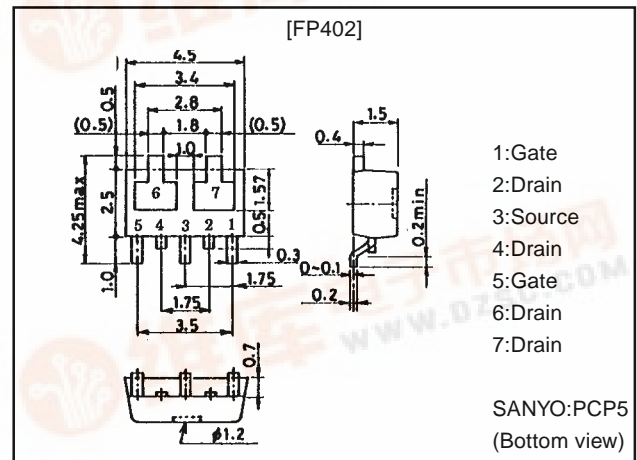 [FP402]
4.5
3.4
2.8
1.8
(0.5)
(0.5)
1.0
0.5
4.25max
2.5
1.0
6
7
1.57
0.5
5 4 3 2 1
0.3
1.75
1.75
3.5
1.5
0.4
0.2min
0~0.1
0.2
0.7
φ1.2
1:Gate
2:Drain
3:Source
4:Drain
5:Gate
6:Drain
7:Drain
SANYO:PCP5
(Bottom view)
WWW.DZSC.COM